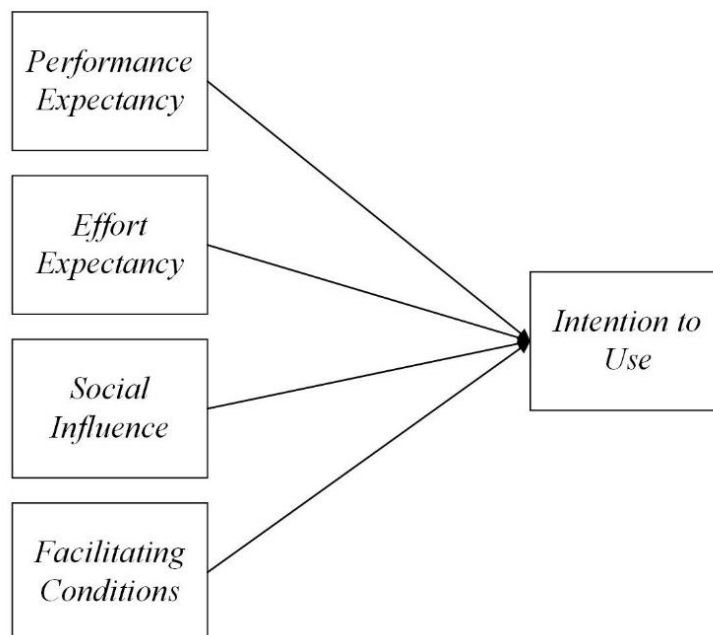 Performance
Expectancy
Effort
Expectancy
Intention to
Use
Social
Influence
Facilitating
Conditions